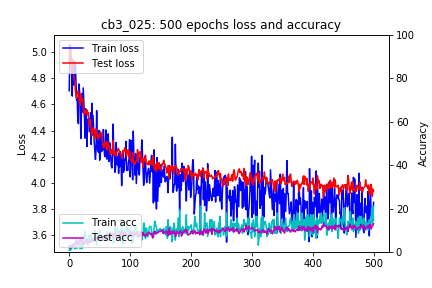 cb3_025: 500 epochs loss and accuracy
Train loss
Test loss
Train acc
Test acc
Loss
5.0
4.8
4.6
4.4
4.2
4.0
3.8
3.6
Accuracy
100
80
60
40
20
0
0
100
200
300
400
500